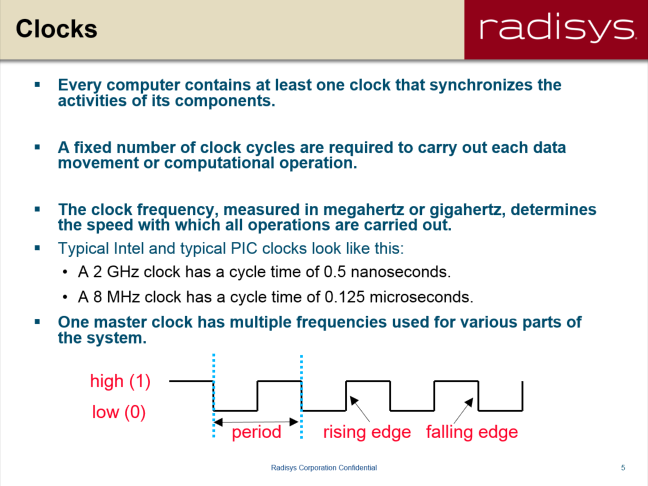 Clocks
radisys.
▪ Every computer contains at least one clock that synchronizes the
activities of its components.
▪ A fixed number of clock cycles are required to carry out each data
movement or computational operation.
▪ The clock frequency, measured in megahertz or gigahertz, determines
the speed with which all operations are carried out.
▪ Typical Intel and typical PIC clocks look like this:
• A 2 GHz clock has a cycle time of 0.5 nanoseconds.
• A 8 MHz clock has a cycle time of 0.125 microseconds.
▪ One master clock has multiple frequencies used for various parts of
the system.
high (1)
low (0)
period rising edge falling edge
Radisys Corporation Confidential 5